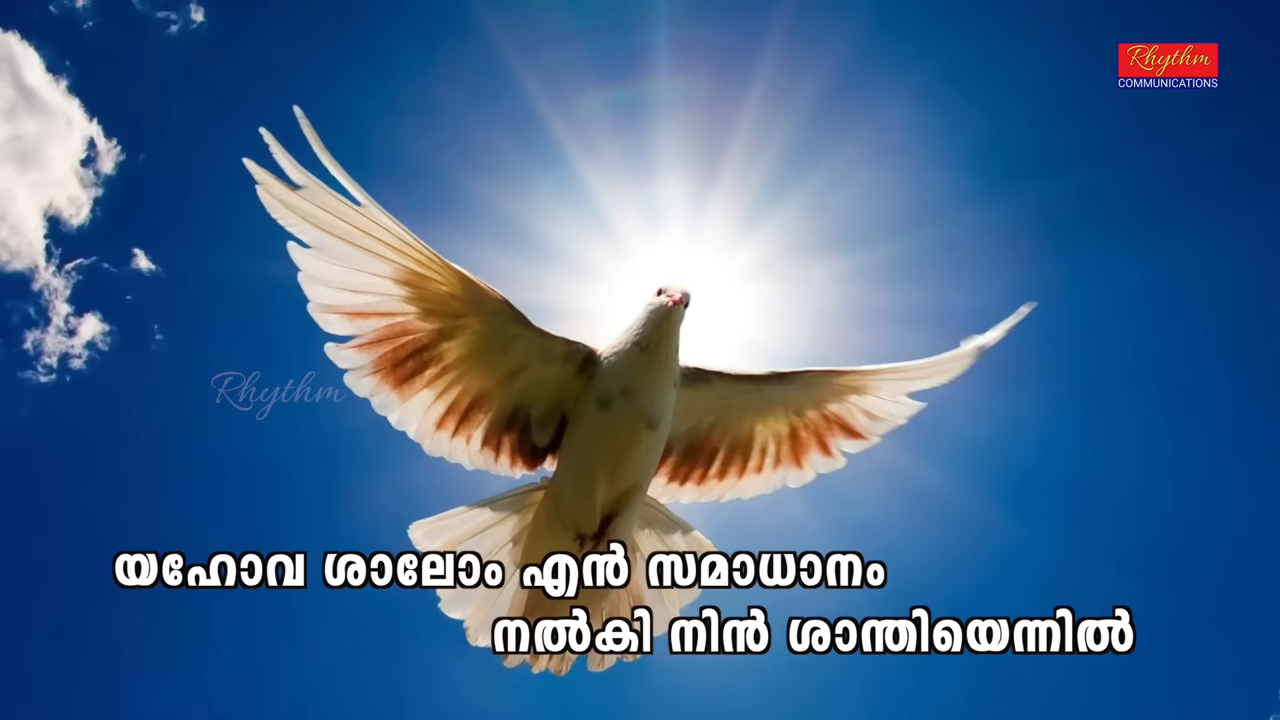 Rhythm
COMMUNICATIONS
Rhythm
യഹോവ ശാലോം എൻ സമാധാനം
നൽകി നിൻ ശാന്തിയെന്നിൽ